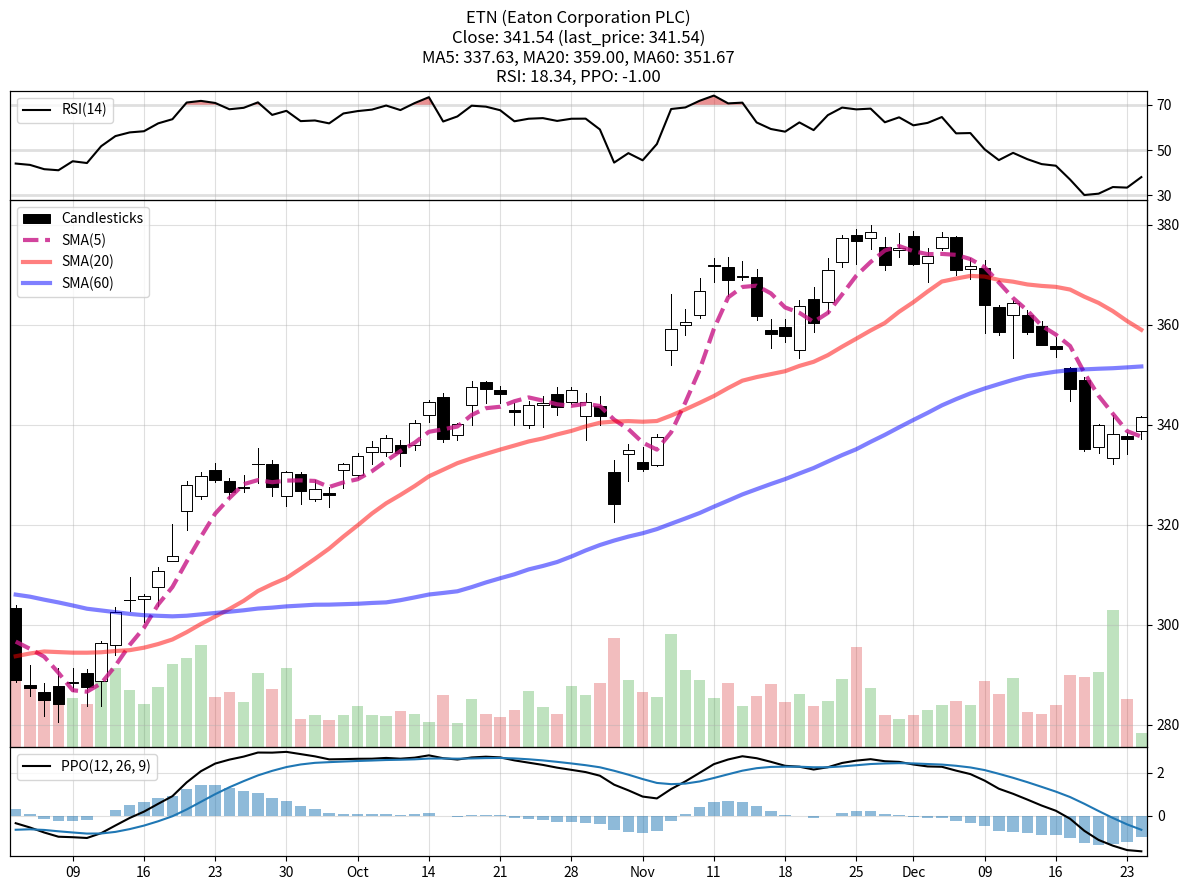 ETN (Eaton Corporation PLC)
Close: 341.54 (last_price: 341.54)
MA5: 337.63, MA20: 359.00, MA60: 351.67
RSI: 18.34, PPO: -1.00
RSI(14)
70
50
30
Candlesticks
SMA(5)
SMA(20)
SMA(60)
380
360
340
320
300
280
PPO(12, 26, 9)
2
0
09 16 23 30 Oct 14 21 28 Nov 11 18 25 Dec 09 16 23